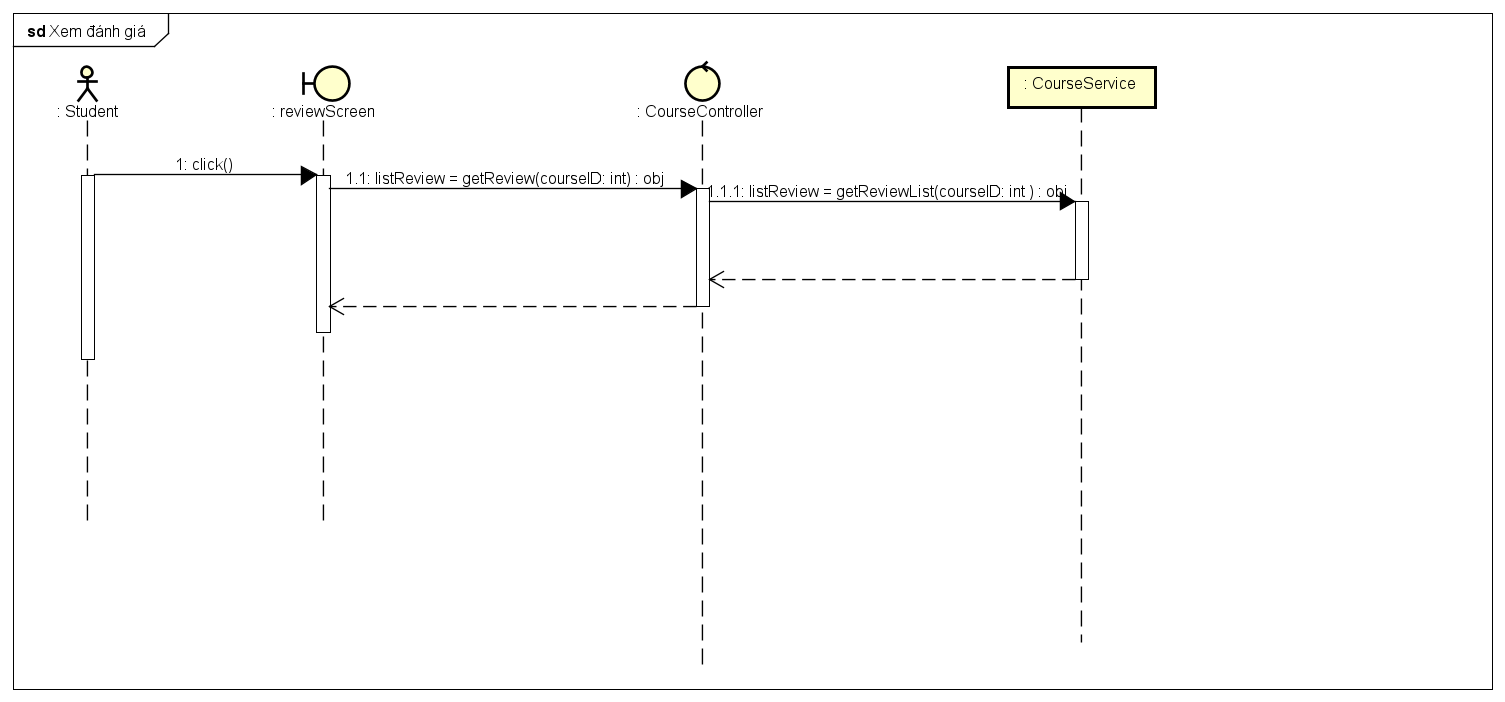 sd Xem đánh giá
: Student
: reviewScreen
: CourseController
: CourseService
1: click()
1.1: listReview = getReview(courseID: int) : obj
1.1.1: listReview = getReviewList(courseID: int ) : obj